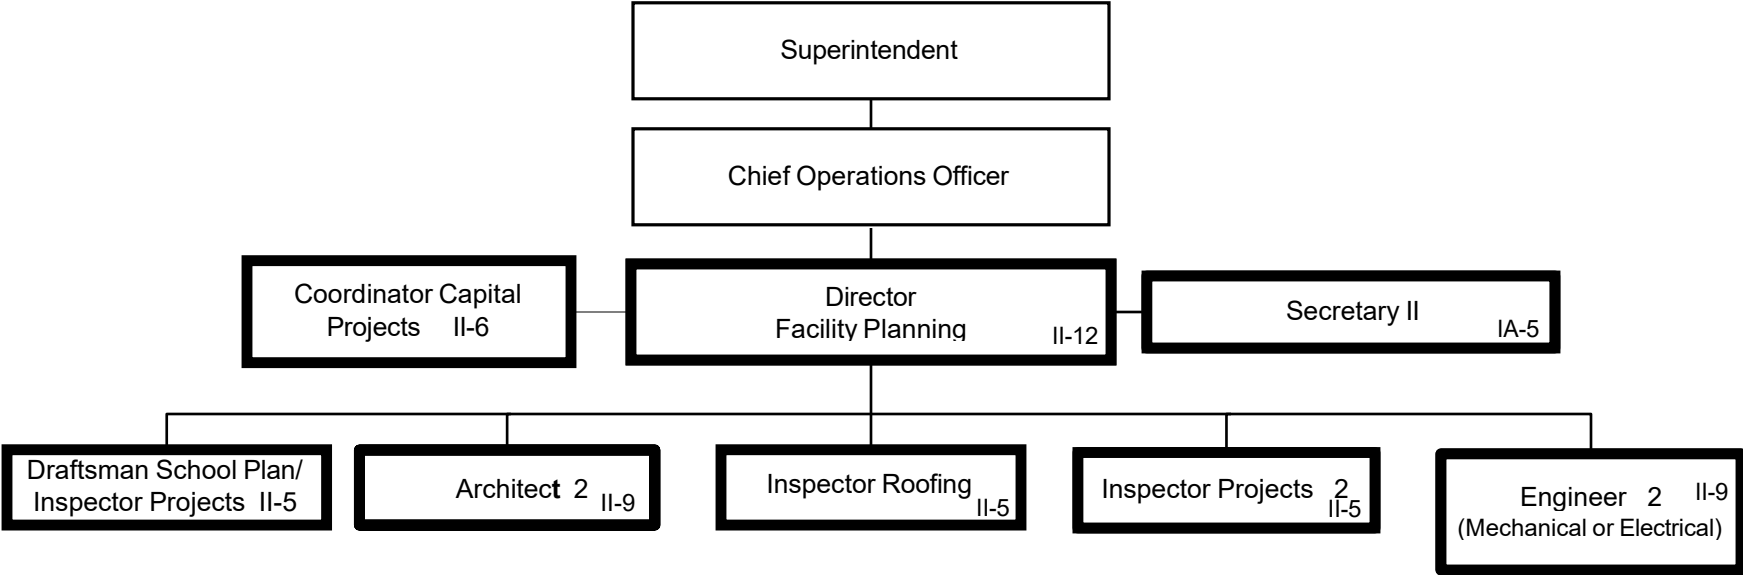 Superintendent
Chief Operations Officer
Coordinator Capital
Projects II-6
Director
Facility Planning
II-12
Secretary II
IA-5
Draftsman School Plan/
Inspector Projects II-5
Architect 2
II-9
Inspector Roofing
II-5
Inspector Projects 2
II-5
Engineer 2 II-9
(Mechanical or Electrical)